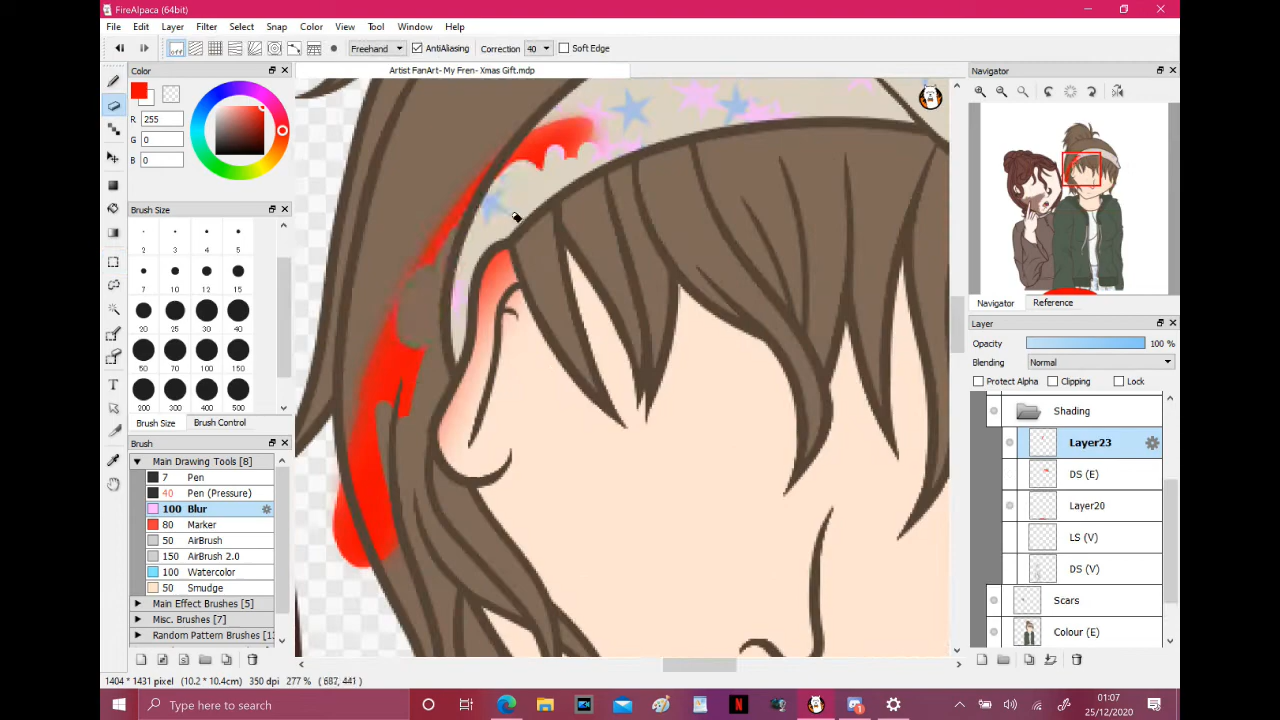 FireAlpaca (64bit)
File Edit Layer Filter Select Snap Color View Tool Window Help
off Freehand AntiAliasing Correction 40 Soft Edge
Color Artist FanArt- My Fren- Xmas Gift.mdp Navigator
R 255
G 0
B 0
Brush Size
2 3 4 5
7 10 12 15
20 25 30 40
50 70 100 150
200 300 400 500
Brush Size Brush Control
Brush
Main Drawing Tools [8]
7 Pen
40 Pen (Pressure)
100 Blur
80 Marker
50 AirBrush
150 AirBrush 2.0
100 Watercolor
50 Smudge
Main Effect Brushes [5]
Misc. Brushes [7]
Random Pattern Brushes [1
Navigator Reference
Layer
Opacity 100 %
Blending Normal
Protect Alpha Clipping Lock
Shading
Layer23
DS (E)
Layer20
LS (V)
DS (V)
Scars
Colour (E)
1404 * 1431 pixel (10.2 * 10.4cm) 350 dpi 277 % ( 687, 441 )
Type here to search
01:07
25/12/2020